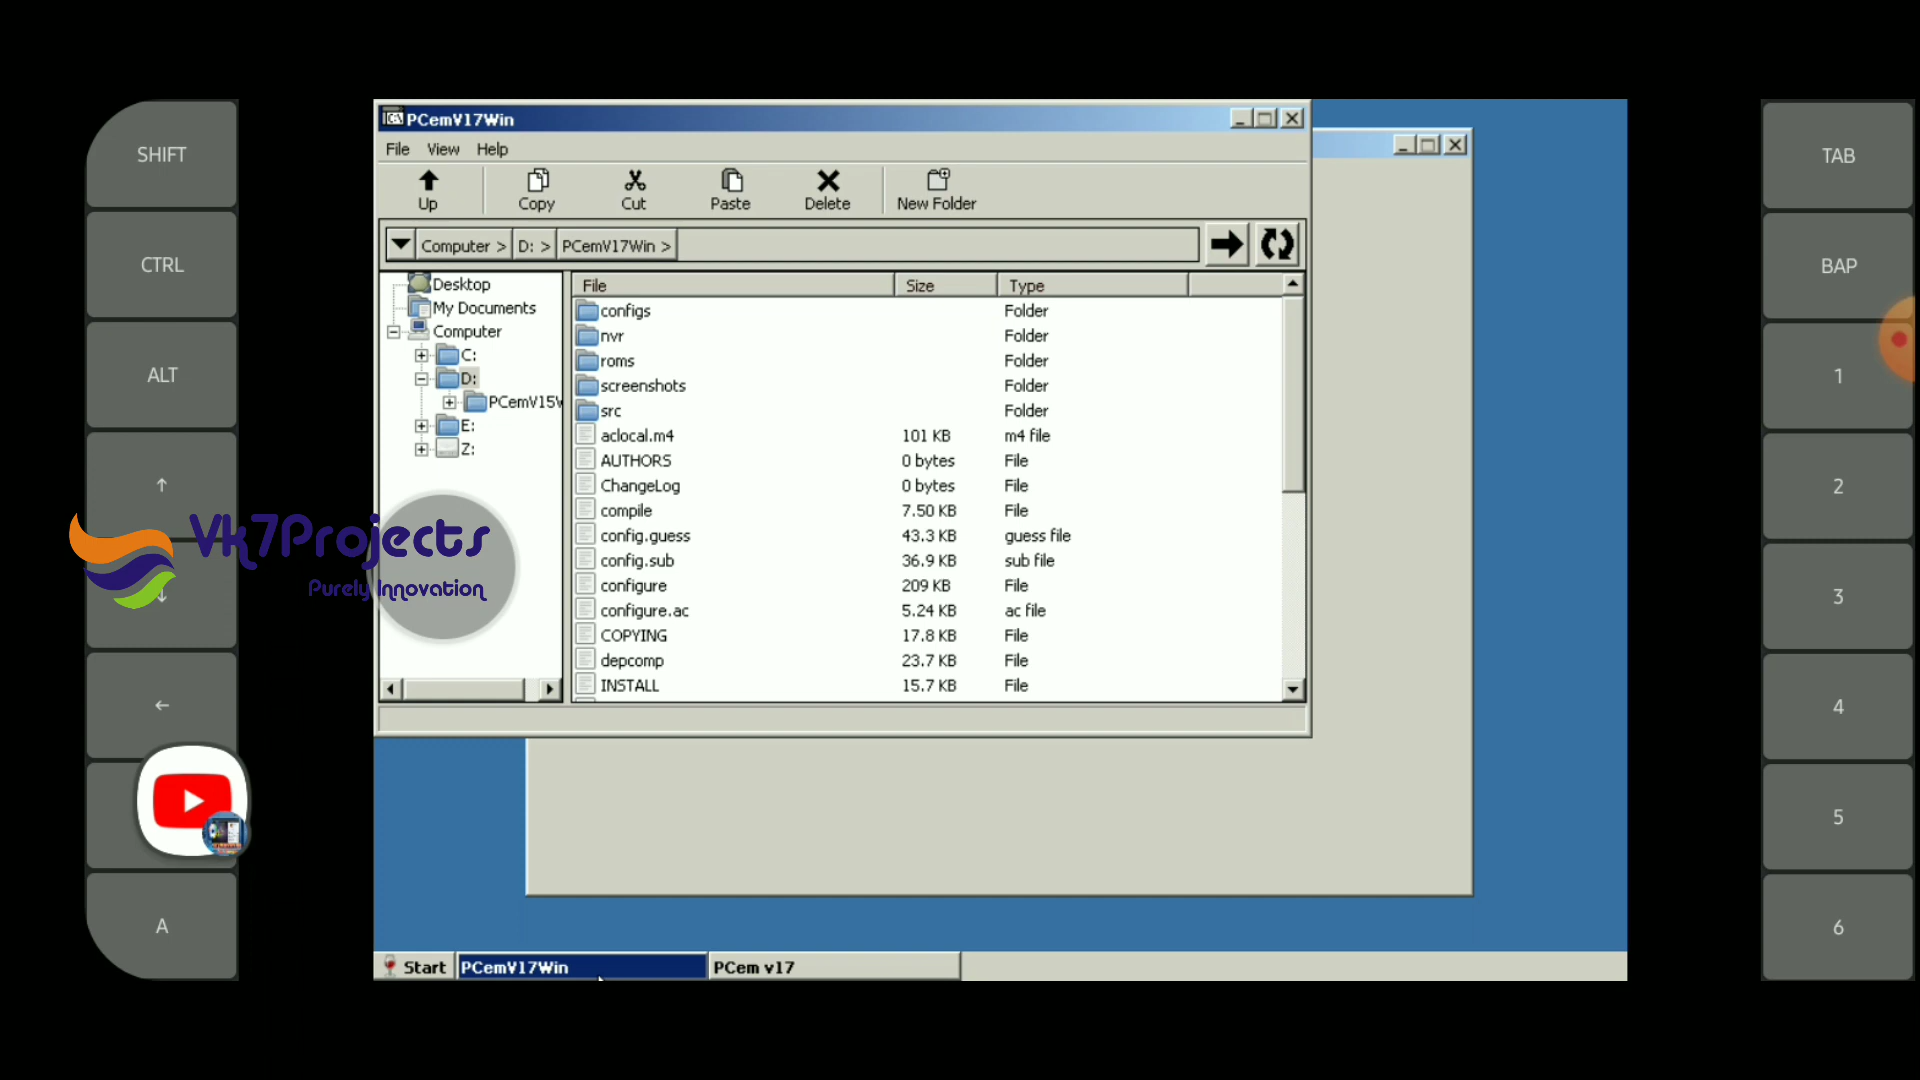 SHIFT
CTRL
ALT
↑
↓
←
A
Vk7Projects
Purely Innovation
PCemV17Win
File View Help
Up Copy Cut Paste Delete New Folder
Computer > D: > PCemV17Win >
Desktop
My Documents
Computer
C:
D:
PCemV15W
E:
Z:
File Size Type
configs Folder
nvr Folder
roms Folder
screenshots Folder
src Folder
aclocal.m4 101 KB m4 file
AUTHORS 0 bytes File
ChangeLog 0 bytes File
compile 7.50 KB File
config.guess 43.3 KB guess file
config.sub 36.9 KB sub file
configure 209 KB File
configure.ac 5.24 KB ac file
COPYING 17.8 KB File
depcomp 23.7 KB File
INSTALL 15.7 KB File
Start PCemV17Win PCem v17
TAB
BAP
1
2
3
4
5
6